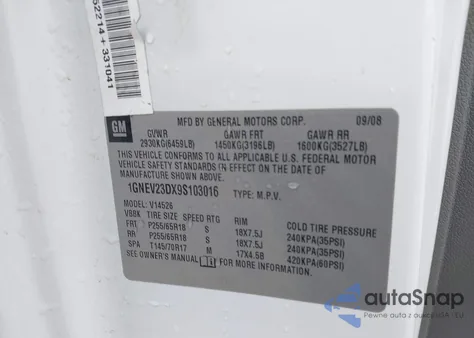 52214 + 331041
GM
MFD BY GENERAL MOTORS CORP. 09/08
GVWR GAWR FRT GAWR RR
2930KG(6459LB) 1450KG(3196LB) 1600KG(3527LB)
THIS VEHICLE CONFORMS TO ALL APPLICABLE U.S. FEDERAL MOTOR
VEHICLE SAFETY STANDARDS IN EFFECT ON THE DATE OF
MANUFACTURE SHOWN ABOVE.
1GNEV23DX9S103016 TYPE: M.P.V.
V14526
TIRE SIZE SPEED RTG RIM COLD TIRE PRESSURE
FRT P255/65R18 S 18X7.5J 240KPA(35PSI)
RR P255/65R18 S 18X7.5J 240KPA(35PSI)
SPA T145/70R17 17X4.5B 420KPA(60PSI)
SEE OWNER'S MANUAL FOR MORE INFORMATION.
autoSnap
Pewne auta z